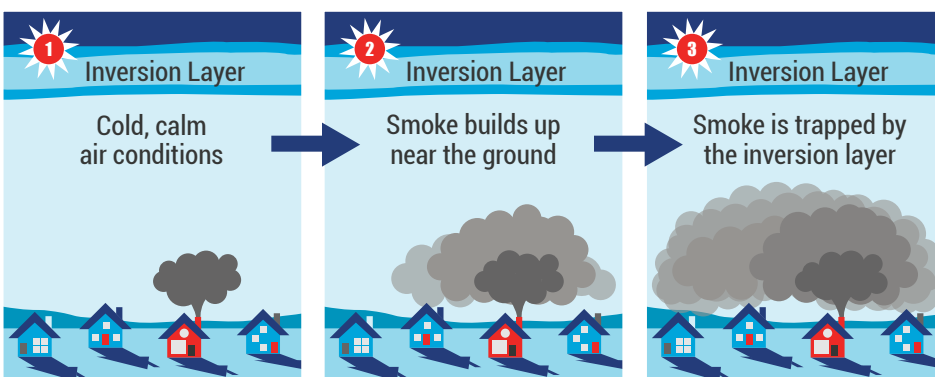 1
Inversion Layer
Cold, calm
air conditions
2
Inversion Layer
Smoke builds up
near the ground
3
Inversion Layer
Smoke is trapped by
the inversion layer